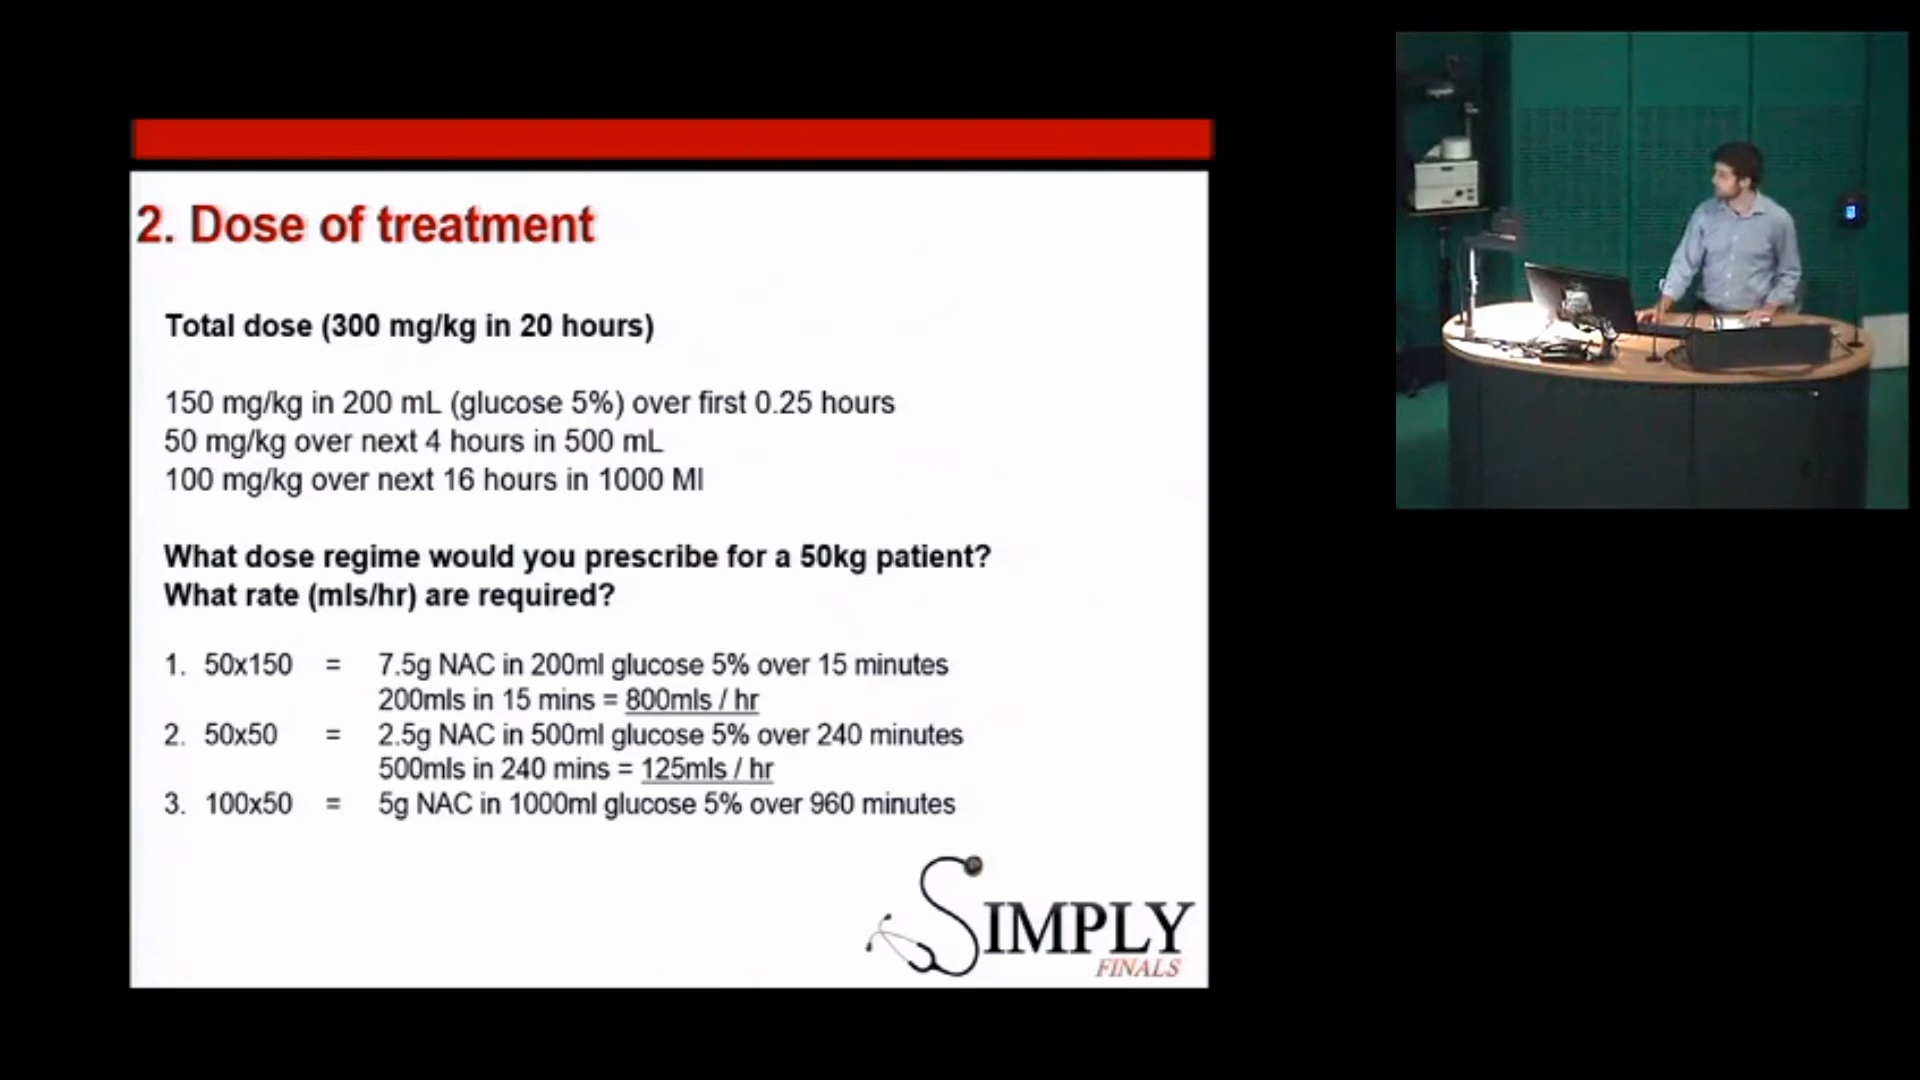 2. Dose of treatment
Total dose (300 mg/kg in 20 hours)
150 mg/kg in 200 mL (glucose 5%) over first 0.25 hours
50 mg/kg over next 4 hours in 500 mL
100 mg/kg over next 16 hours in 1000 Ml
What dose regime would you prescribe for a 50kg patient?
What rate (mls/hr) are required?
1. 50x150 = 7.5g NAC in 200ml glucose 5% over 15 minutes
200mls in 15 mins = 800mls / hr
2. 50x50 = 2.5g NAC in 500ml glucose 5% over 240 minutes
500mls in 240 mins = 125mls / hr
3. 100x50 = 5g NAC in 1000ml glucose 5% over 960 minutes
SIMPLY
FINALS